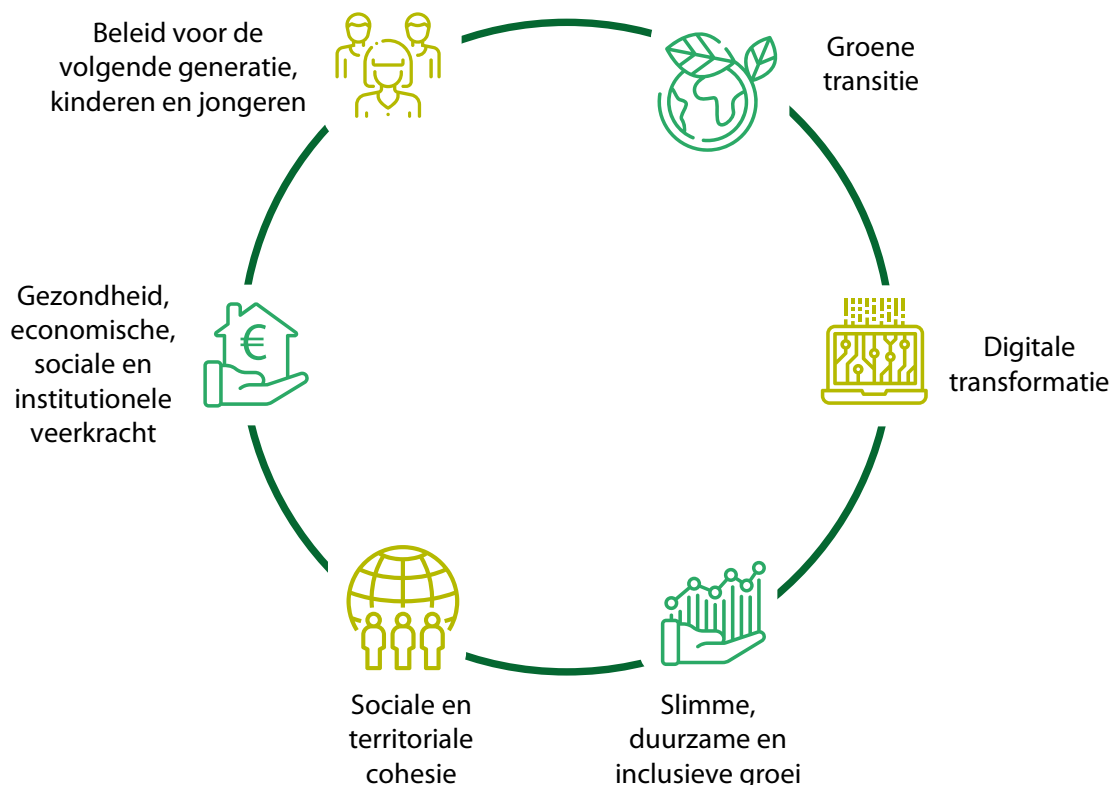 Beleid voor de
volgende generatie,
kinderen en jongeren
Groene
transitie
Gezondheid,
economische,
sociale en
institutionele
veerkracht
€
Digitale
transformatie
Sociale en
territoriale
cohesie
Slimme,
duurzame en
inclusieve groei